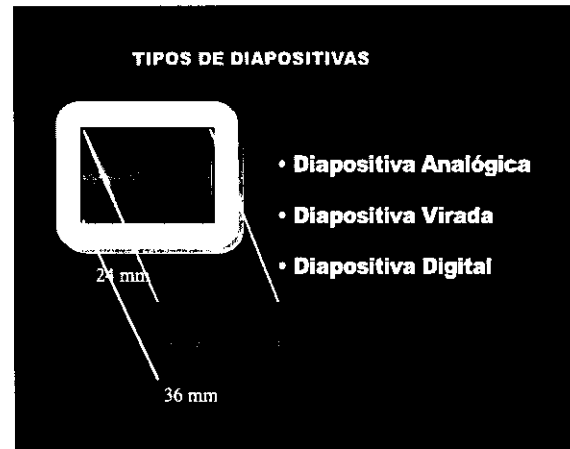 TIPOS DE DIAPOSITIVAS
• Diapositiva Analógica
• Diapositiva Virada
• Diapositiva Digital
24 mm
36 mm